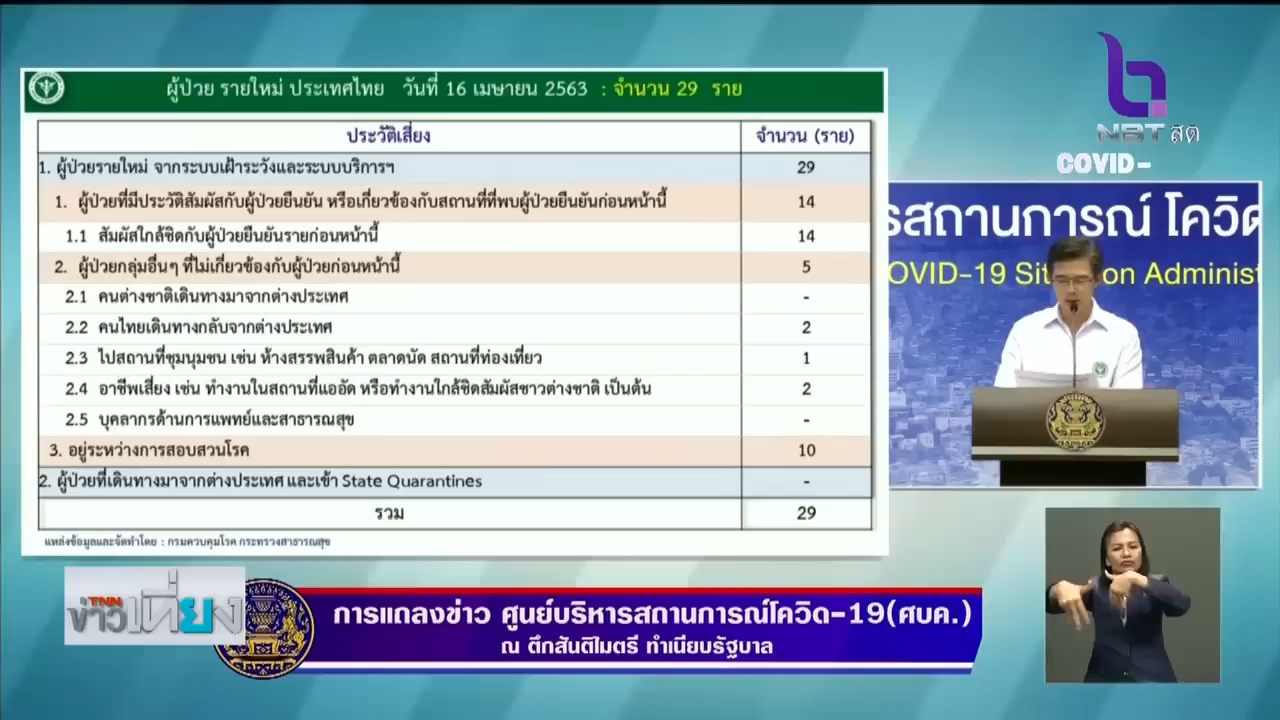 ผู้ป่วย รายใหม่ ประเทศไทย วันที่ 16 เมษายน 2563 : จำนวน 29 ราย
ประวัติเสี่ยง จำนวน (ราย)
1. ผู้ป่วยรายใหม่ จากระบบเฝ้าระวังและระบบบริการฯ 29
1. ผู้ป่วยที่มีประวัติสัมผัสกับผู้ป่วยยืนยัน หรือเกี่ยวข้องกับสถานที่ที่พบผู้ป่วยยืนยันก่อนหน้านี้ 14
1.1 สัมผัสใกล้ชิดกับผู้ป่วยยืนยันรายก่อนหน้านี้ 14
2. ผู้ป่วยกลุ่มอื่นๆ ที่ไม่เกี่ยวข้องกับผู้ป่วยก่อนหน้านี้ 5
2.1 คนต่างชาติเดินทางมาจากต่างประเทศ -
2.2 คนไทยเดินทางกลับจากต่างประเทศ 2
2.3 ไปสถานที่ชุมนุมชน เช่น ห้างสรรพสินค้า ตลาดนัด สถานที่ท่องเที่ยว 1
2.4 อาชีพเสี่ยง เช่น ทำงานในสถานที่แออัด หรือทำงานใกล้ชิดสัมผัสชาวต่างชาติ เป็นต้น 2
2.5 บุคลากรด้านการแพทย์และสาธารณสุข -
3. อยู่ระหว่างการสอบสวนโรค 10
2. ผู้ป่วยที่เดินทางมาจากต่างประเทศ และเข้า State Quarantines -
รวม 29
แหล่งข้อมูลและจัดทำโดย : กรมควบคุมโรค กระทรวงสาธารณสุข
NBT สด
COVID-
รสถานการณ์ โควิด
OVID-19 Sit on Administ
TNN
ข่าวเที่ยง
การแถลงข่าว ศูนย์บริหารสถานการณ์โควิด-19(ศบค.)
ณ ตึกสันติไมตรี ทำเนียบรัฐบาล